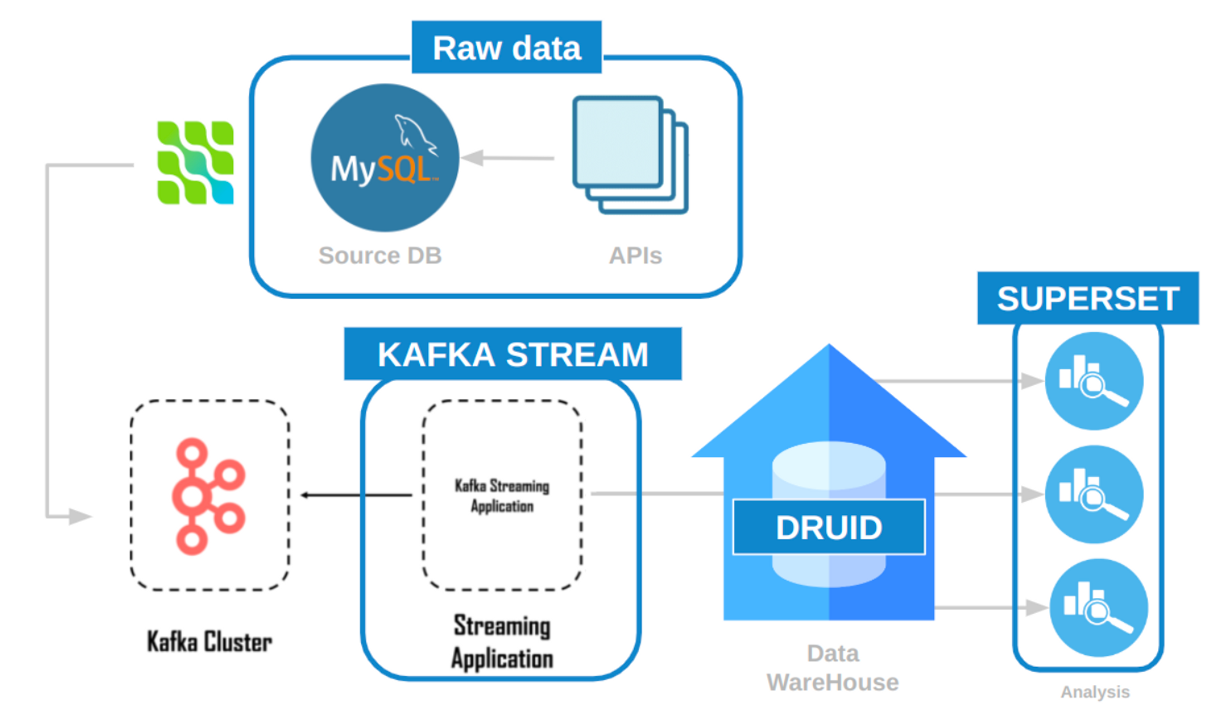 Raw data
MySQL
Source DB
APIs
SUPERSET
KAFKA STREAM
Kafka Streaming
Application
DRUID
Kafka Cluster
Streaming
Application
Data
WareHouse
Analysis